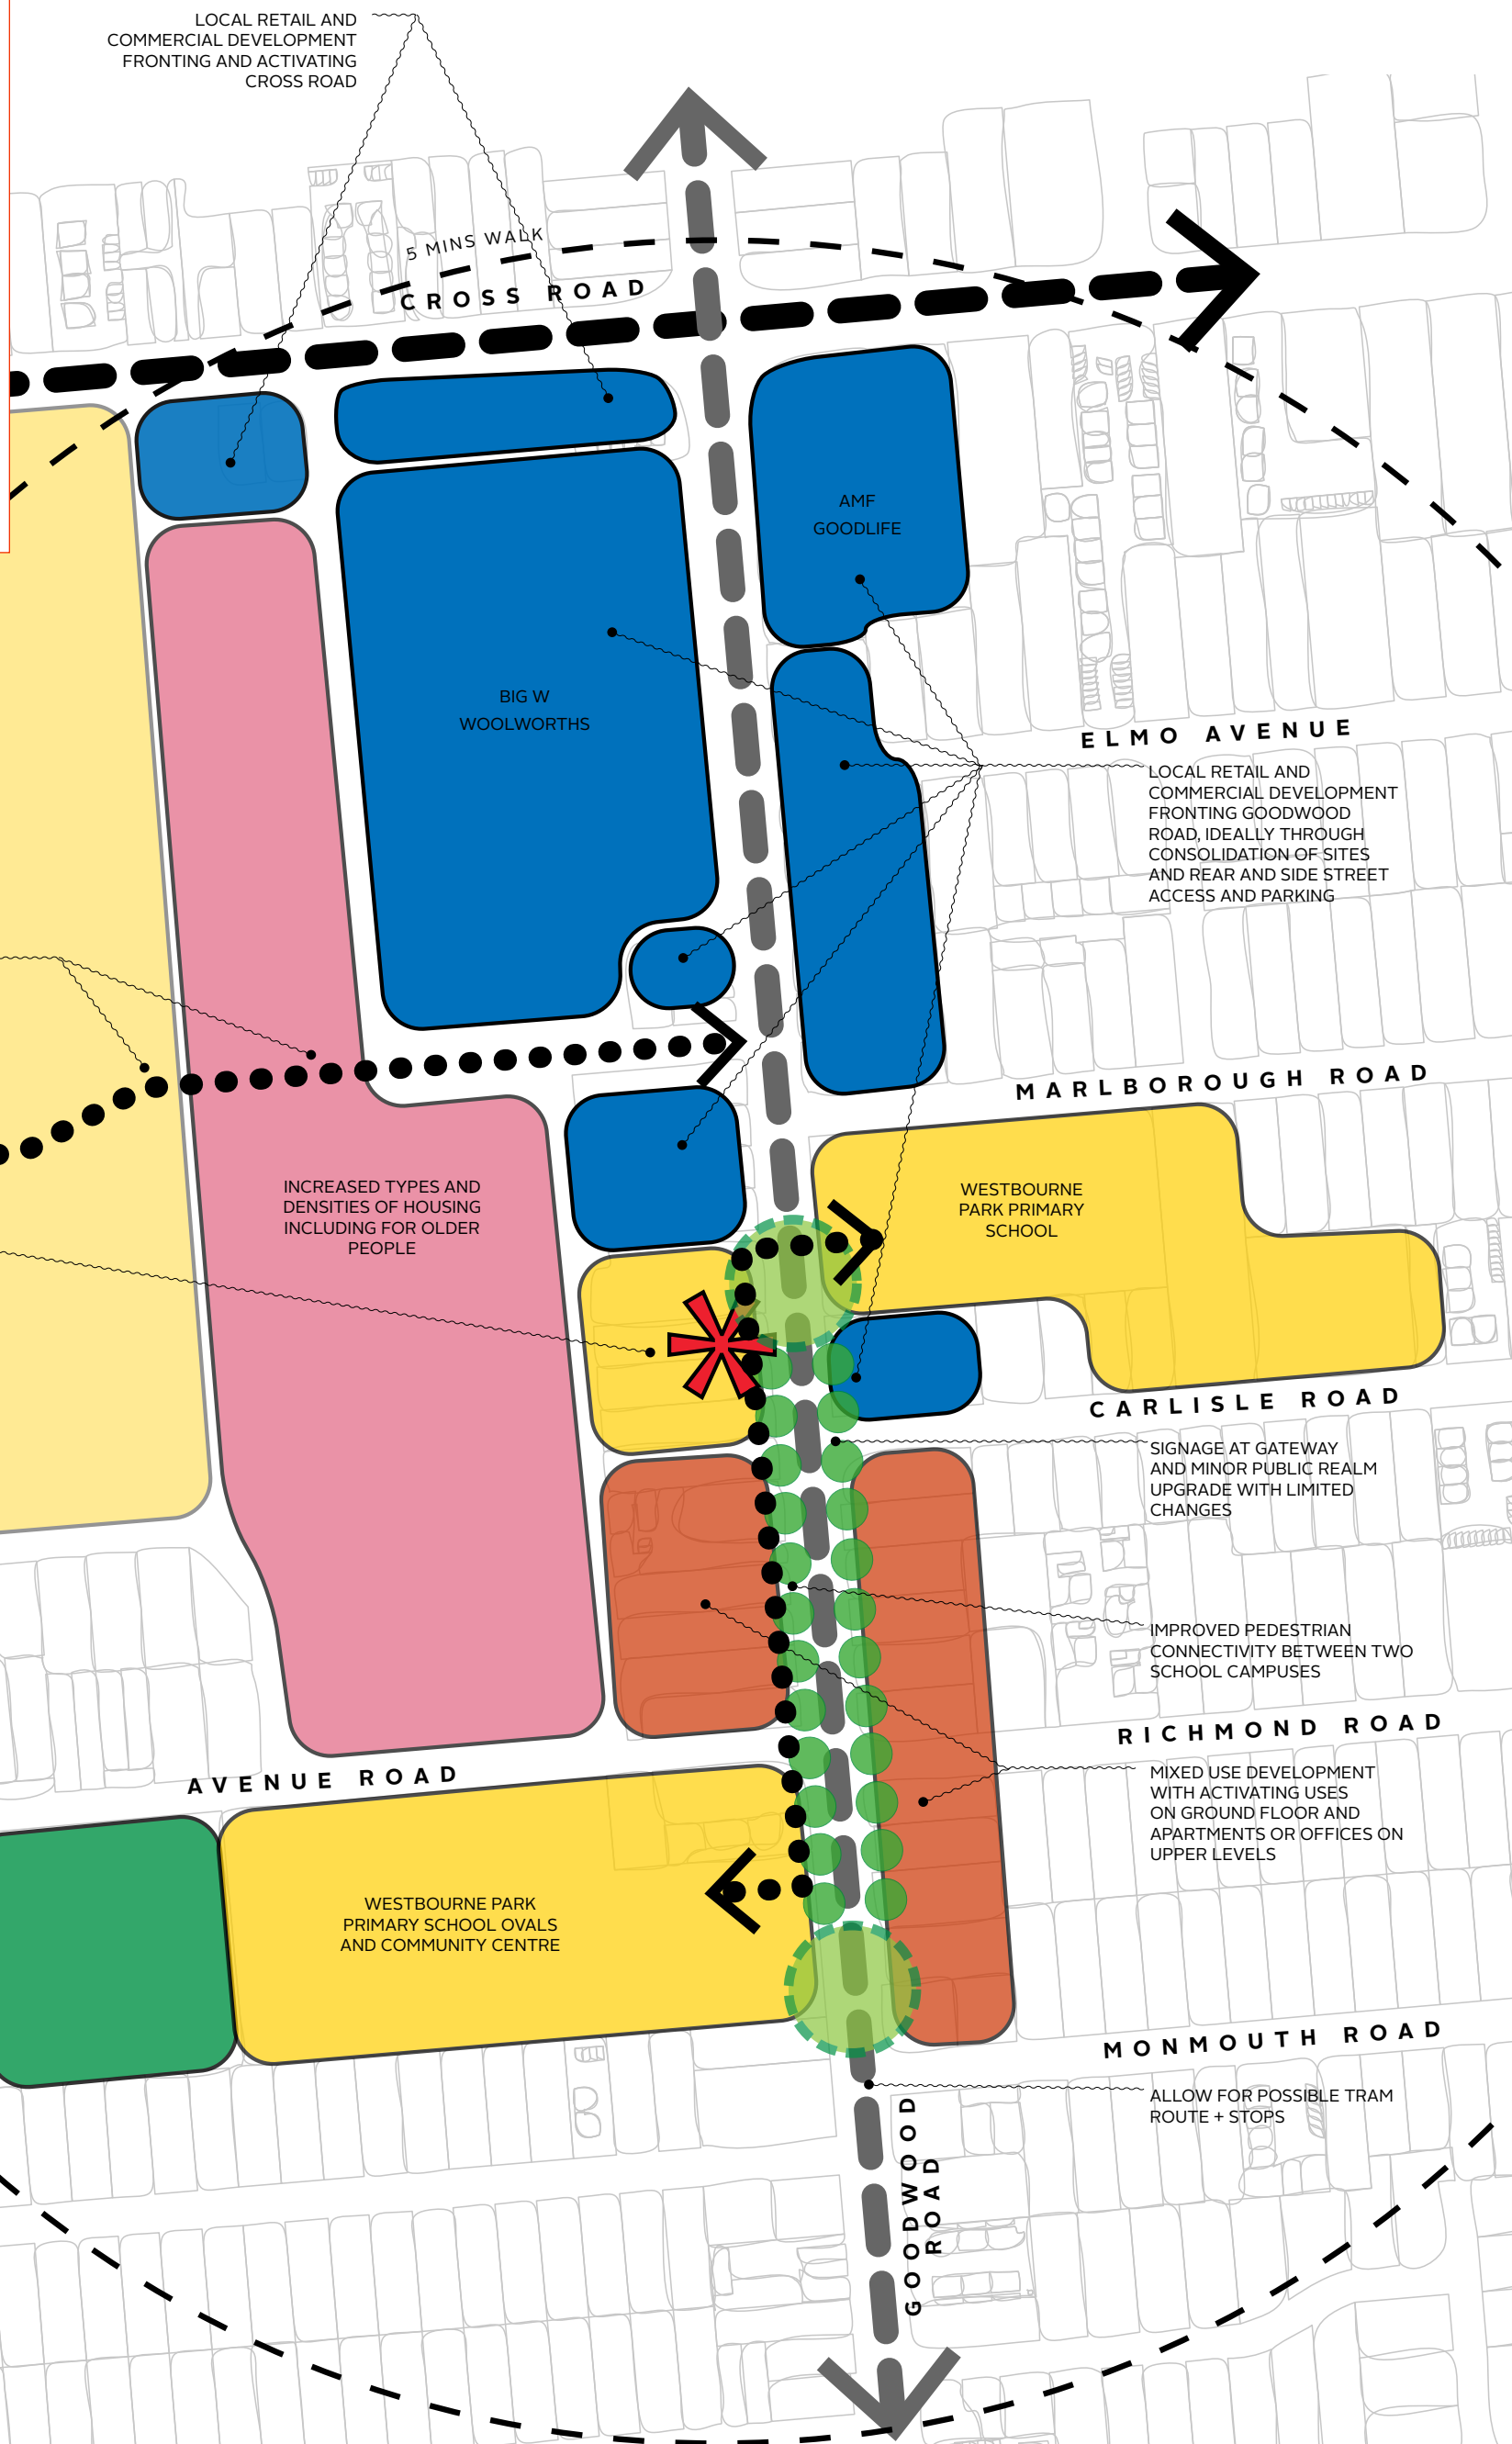 LOCAL RETAIL AND
COMMERCIAL DEVELOPMENT
FRONTING AND ACTIVATING
CROSS ROAD
5 MINS WALK
CROSS ROAD
AMF
GOODLIFE
BIG W
WOOLWORTHS
ELMO AVENUE
LOCAL RETAIL AND
COMMERCIAL DEVELOPMENT
FRONTING GOODWOOD
ROAD, IDEALLY THROUGH
CONSOLIDATION OF SITES
AND REAR AND SIDE STREET
ACCESS AND PARKING
MARLBOROUGH ROAD
INCREASED TYPES AND
DENSITIES OF HOUSING
INCLUDING FOR OLDER
PEOPLE
WESTBOURNE
PARK PRIMARY
SCHOOL
CARLISLE ROAD
SIGNAGE AT GATEWAY
AND MINOR PUBLIC REALM
UPGRADE WITH LIMITED
CHANGES
IMPROVED PEDESTRIAN
CONNECTIVITY BETWEEN TWO
SCHOOL CAMPUSES
RICHMOND ROAD
AVENUE ROAD
MIXED USE DEVELOPMENT
WITH ACTIVATING USES
ON GROUND FLOOR AND
APARTMENTS OR OFFICES ON
UPPER LEVELS
WESTBOURNE PARK
PRIMARY SCHOOL OVALS
AND COMMUNITY CENTRE
MONMOUTH ROAD
ALLOW FOR POSSIBLE TRAM
ROUTE + STOPS
GOODWOOD
ROAD